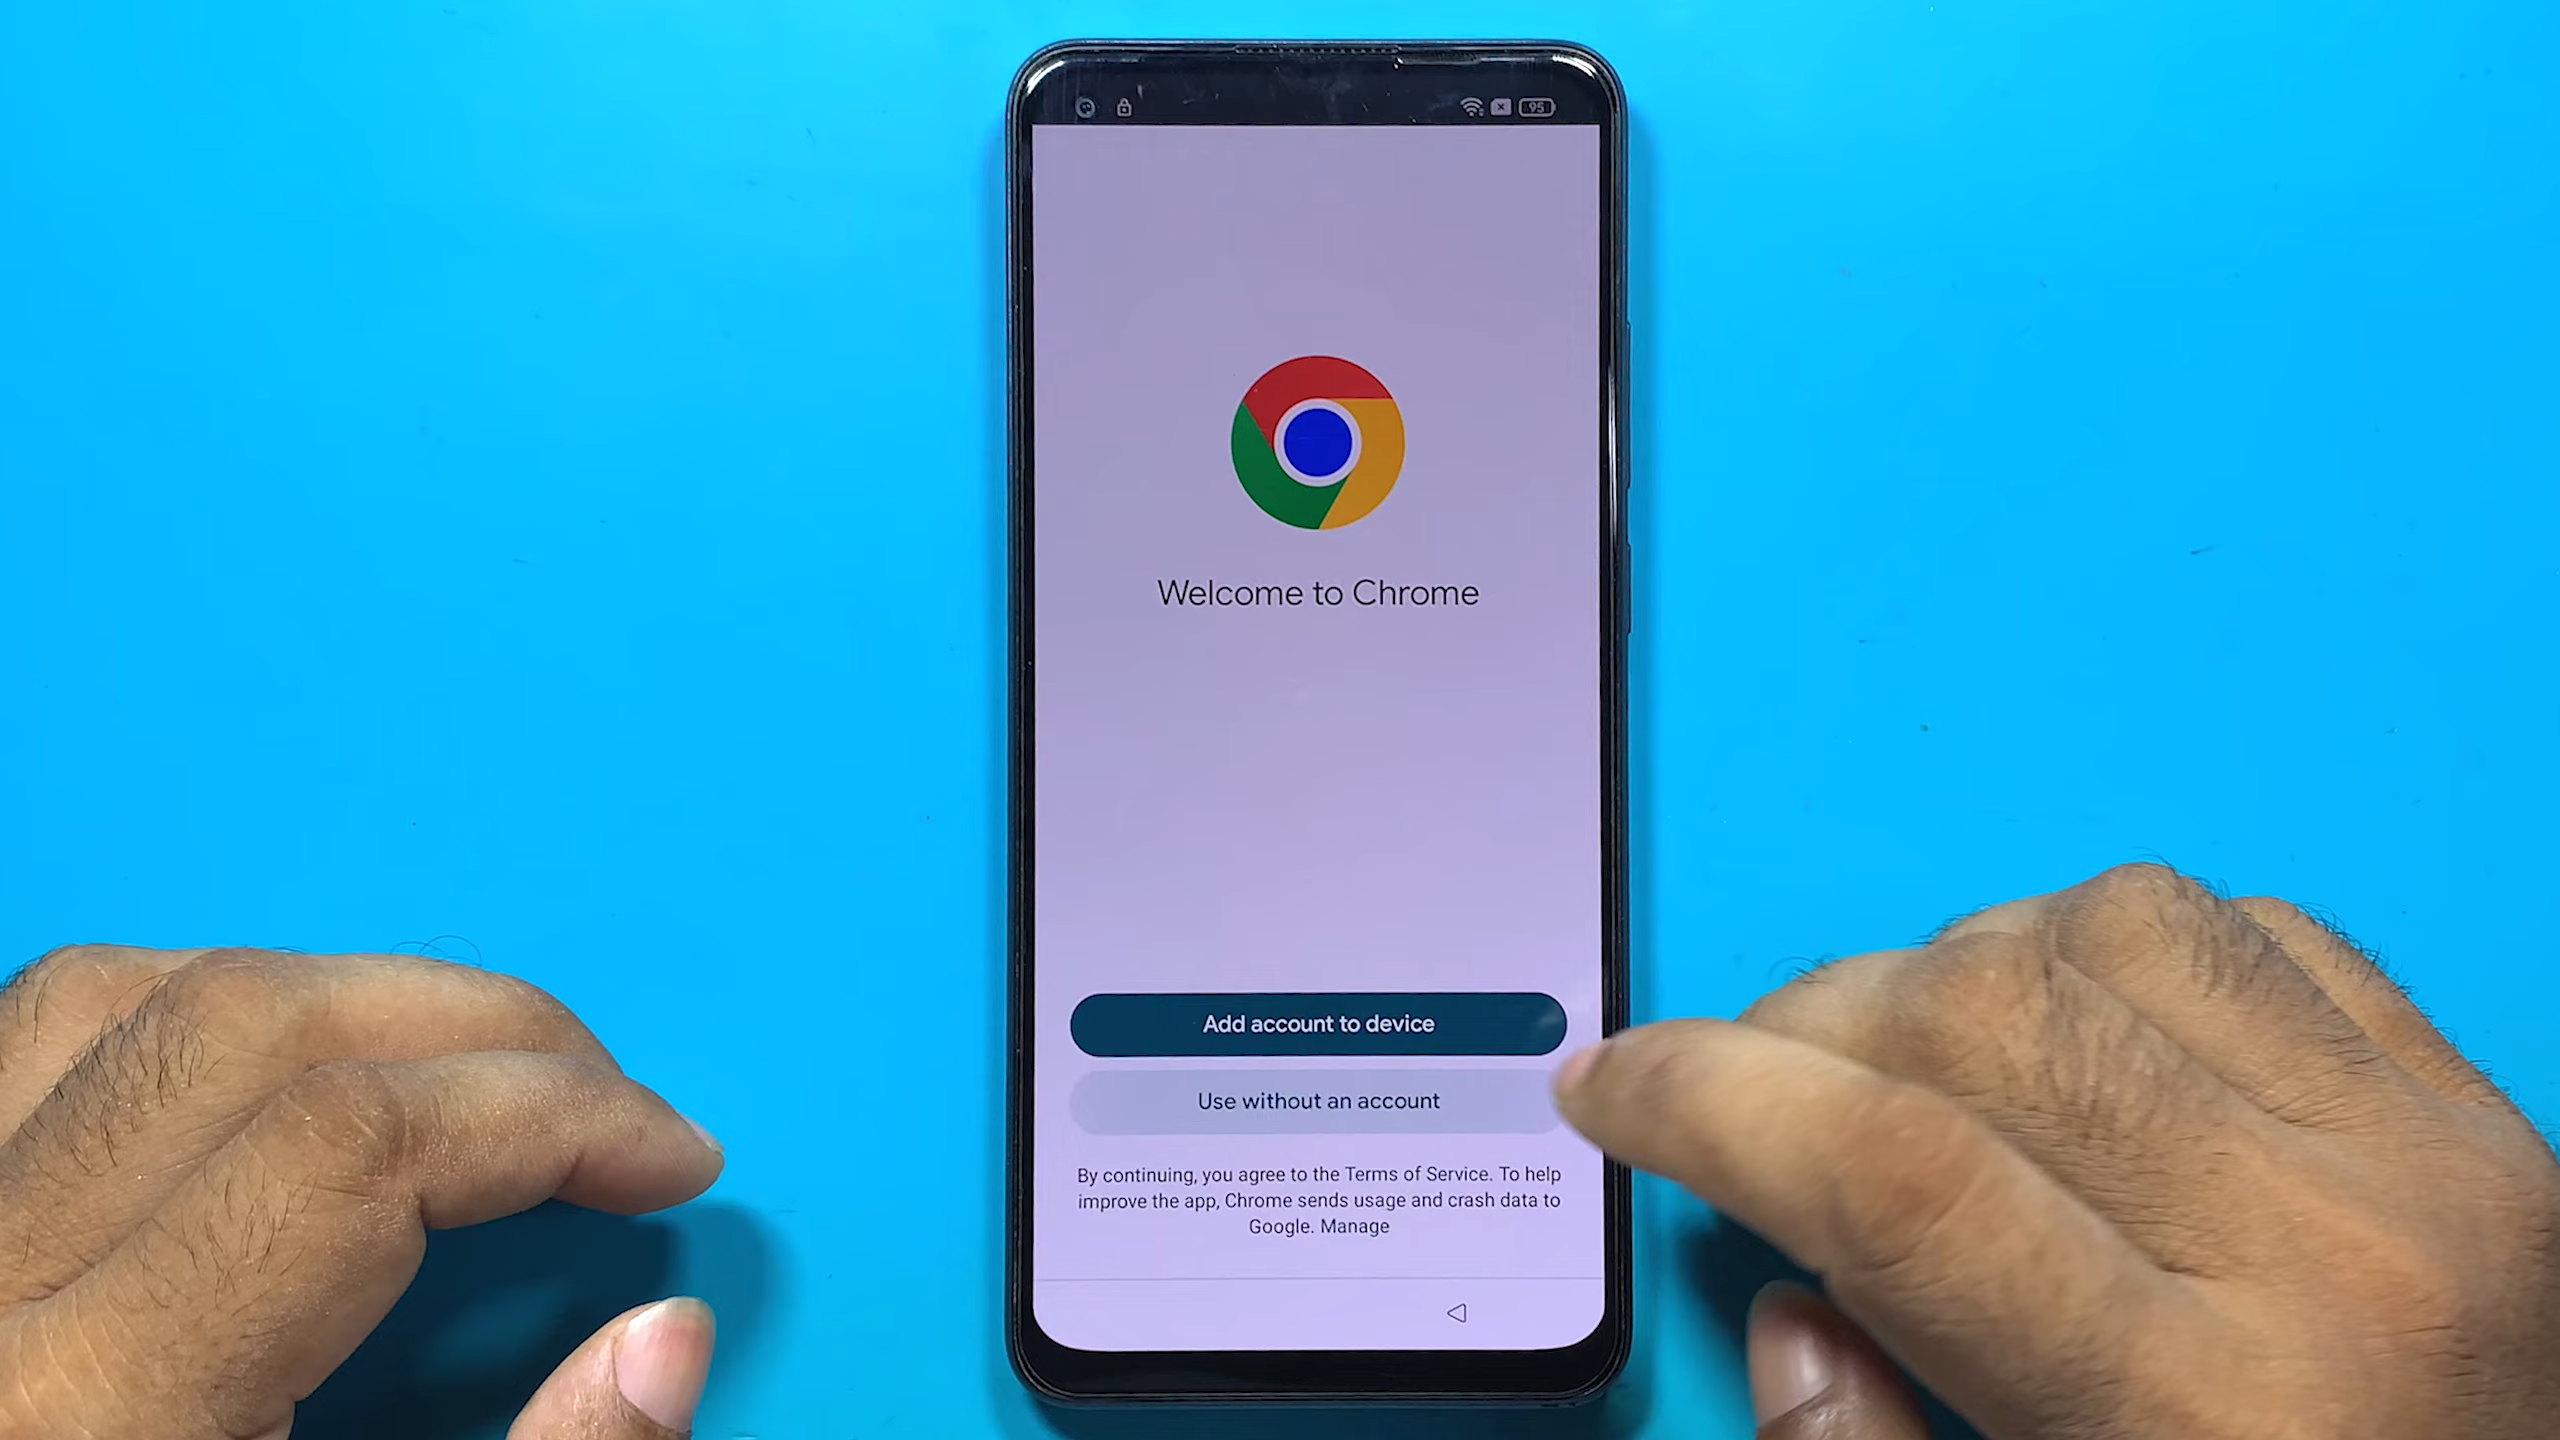 95
Welcome to Chrome
Add account to device
Use without an account
By continuing, you agree to the Terms of Service. To help
improve the app, Chrome sends usage and crash data to
Google. Manage